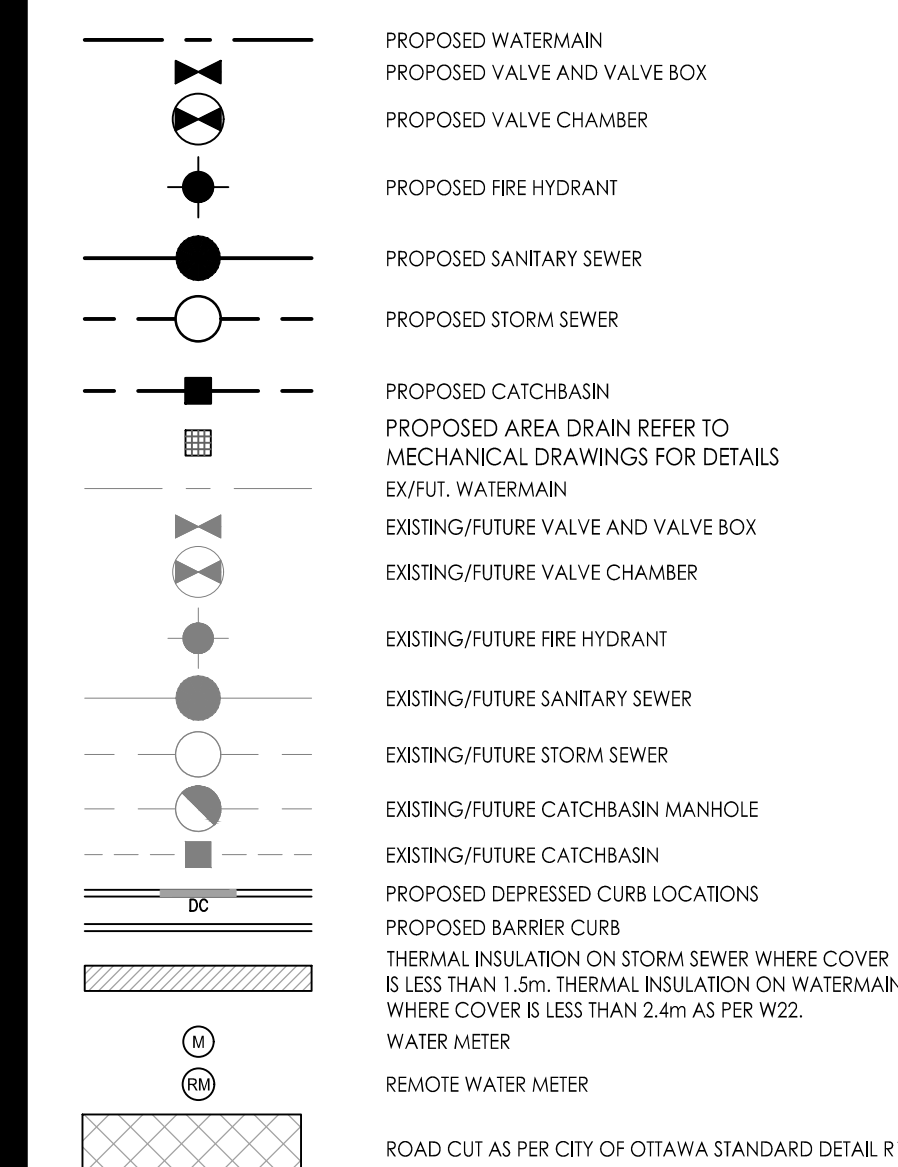 PROPOSED WATERMAIN
PROPOSED VALVE AND VALVE BOX
PROPOSED VALVE CHAMBER
PROPOSED FIRE HYDRANT
PROPOSED SANITARY SEWER
PROPOSED STORM SEWER
PROPOSED CATCHBASIN
PROPOSED AREA DRAIN REFER TO
MECHANICAL DRAWINGS FOR DETAILS
EX/FUT. WATERMAIN
EXISTING/FUTURE VALVE AND VALVE BOX
EXISTING/FUTURE VALVE CHAMBER
EXISTING/FUTURE FIRE HYDRANT
EXISTING/FUTURE SANITARY SEWER
EXISTING/FUTURE STORM SEWER
EXISTING/FUTURE CATCHBASIN MANHOLE
EXISTING/FUTURE CATCHBASIN
DC PROPOSED DEPRESSED CURB LOCATIONS
PROPOSED BARRIER CURB
THERMAL INSULATION ON STORM SEWER WHERE COVER
IS LESS THAN 1.5m. THERMAL INSULATION ON WATERMAIN
WHERE COVER IS LESS THAN 2.4m AS PER W22.
M WATER METER
RM REMOTE WATER METER
ROAD CUT AS PER CITY OF OTTAWA STANDARD DETAIL